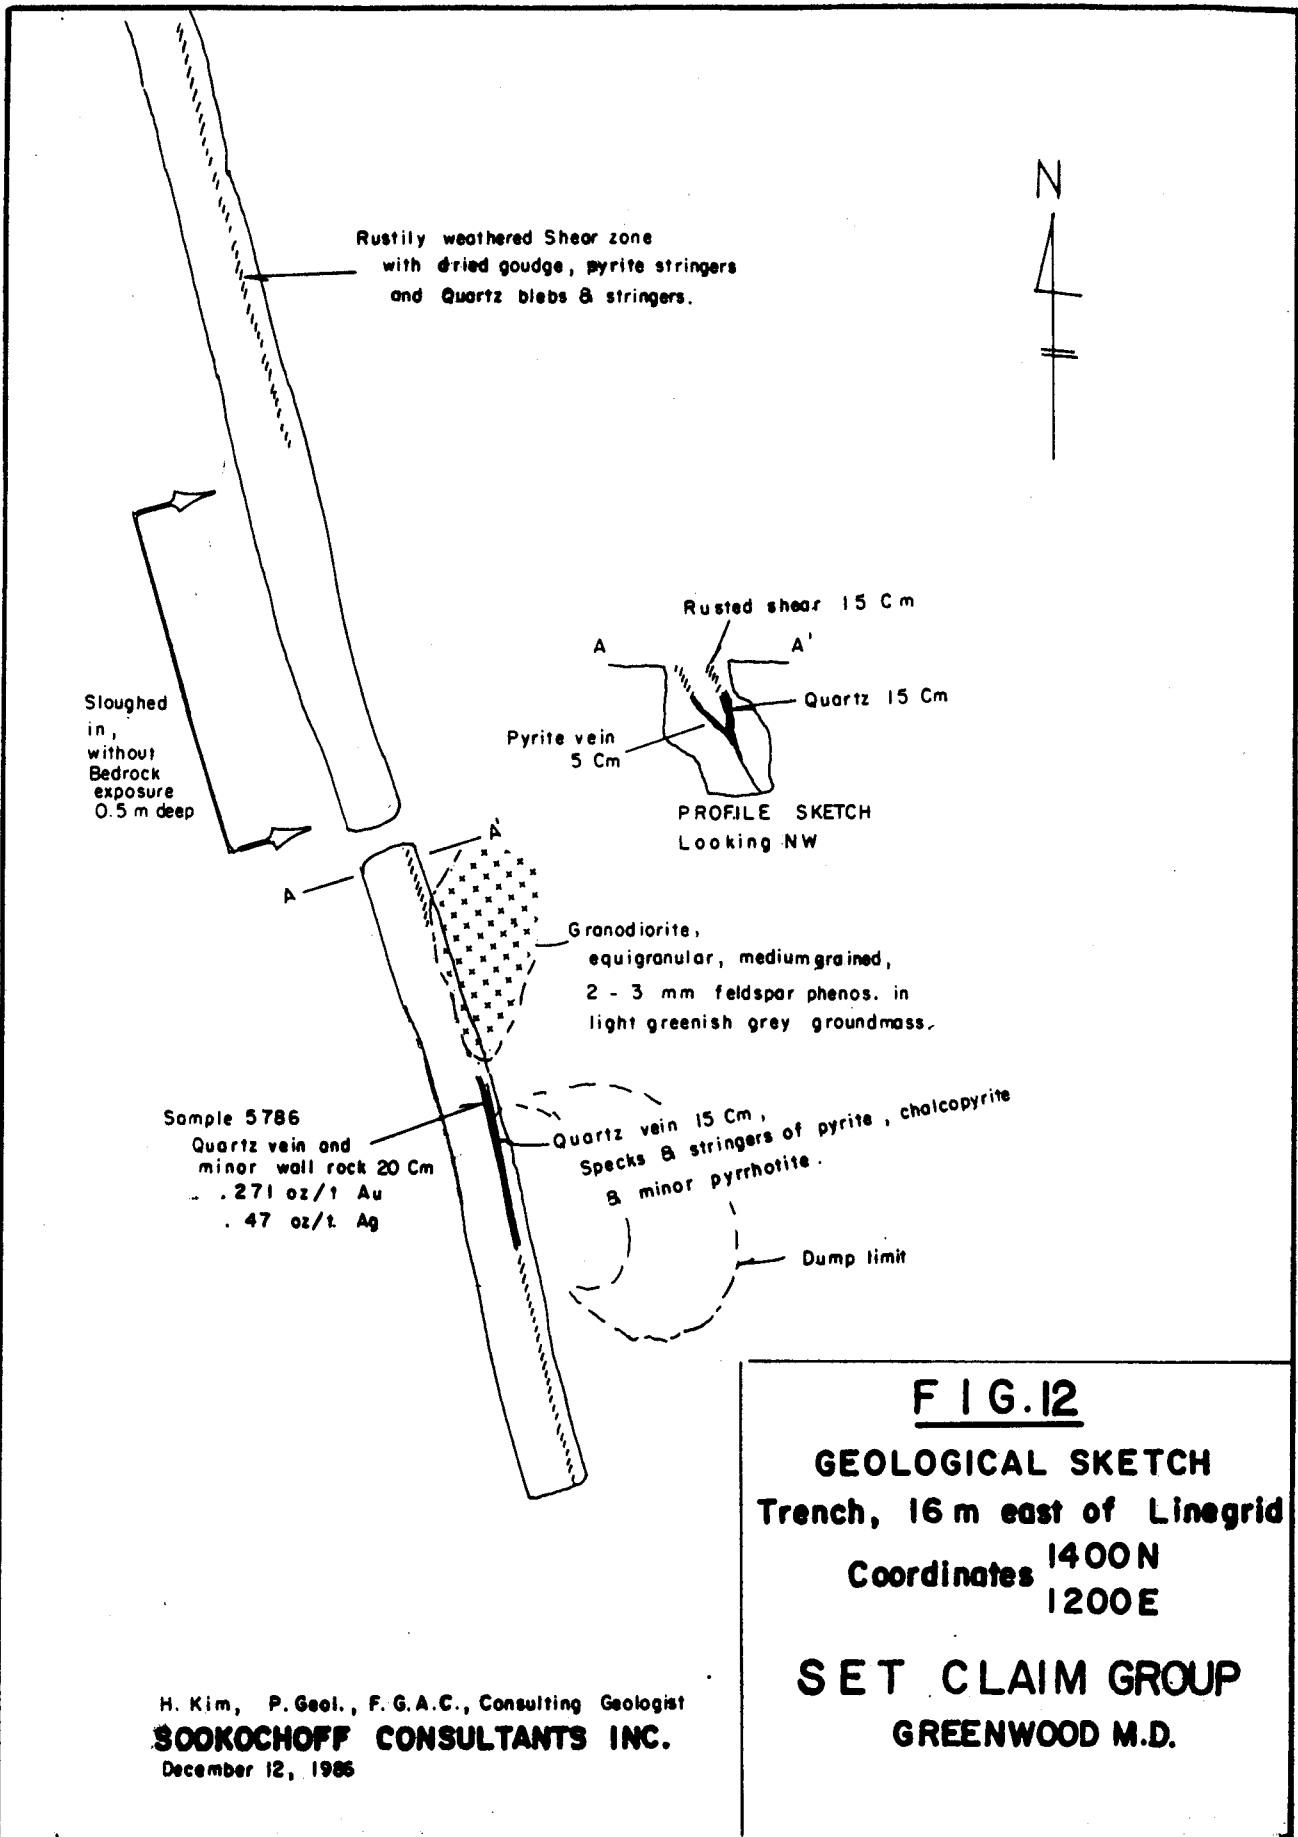 N
Rustily weathered Shear zone
with dried goudge, pyrite stringers
and Quartz blebs & stringers.
Rusted shear 15 Cm
A
A'
Quartz 15 Cm
Pyrite vein
5 Cm
PROFILE SKETCH
Looking NW
Sloughed
in,
without
Bedrock
exposure
0.5 m deep
A'
A
Granodiorite,
equigranular, medium grained,
2 - 3 mm feldspar phenos. in
light greenish grey groundmass.
Sample 5786
Quartz vein and
minor wall rock 20 Cm
.271 oz/t Au
.47 oz/t. Ag
Quartz vein 15 Cm,
Specks & stringers of pyrite, chalcopyrite
& minor pyrrhotite.
Dump limit
FIG.12
GEOLOGICAL SKETCH
Trench, 16 m east of Linegrid
Coordinates 1400N
1200E
SET CLAIM GROUP
GREENWOOD M.D.
H. Kim, P.Geol., F.G.A.C., Consulting Geologist
SOOKOCHOFF CONSULTANTS INC.
December 12, 1986